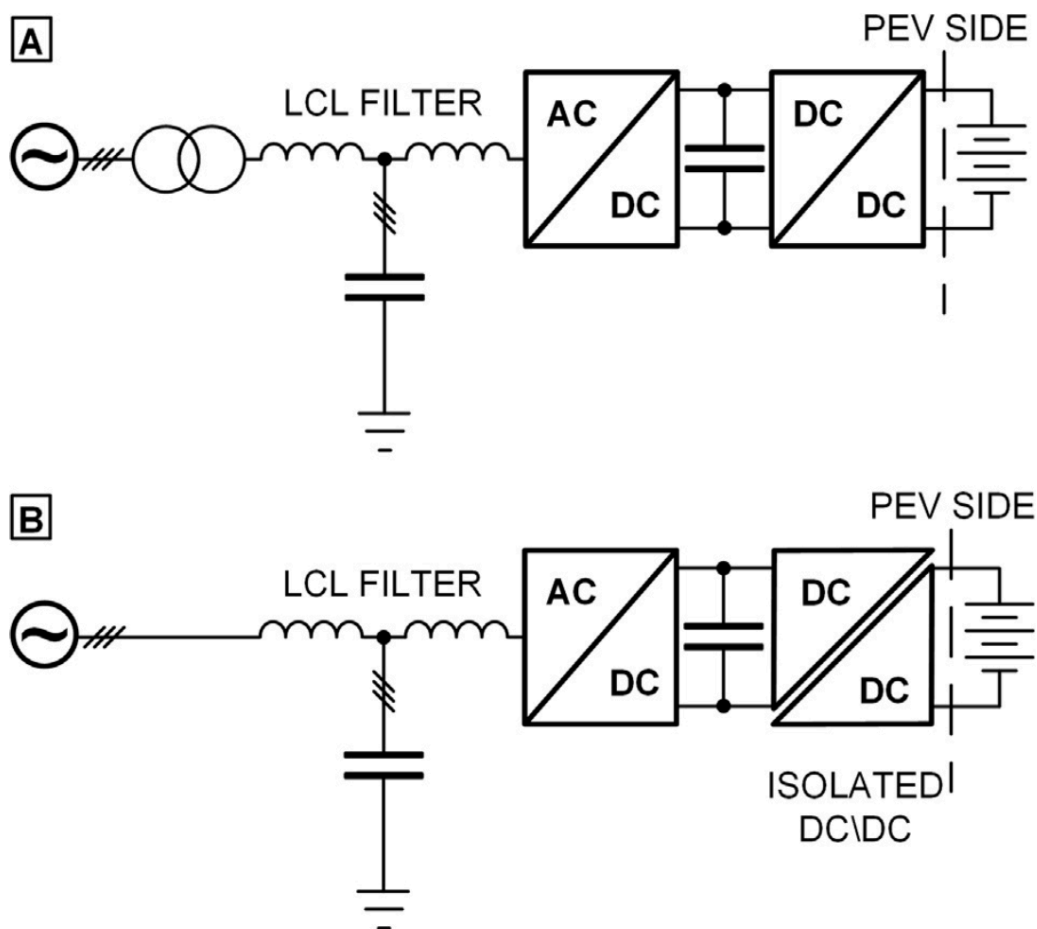 A
PEV SIDE
LCL FILTER
AC
DC
DC
DC
B
PEV SIDE
LCL FILTER
AC
DC
DC
DC
ISOLATED
DC\DC